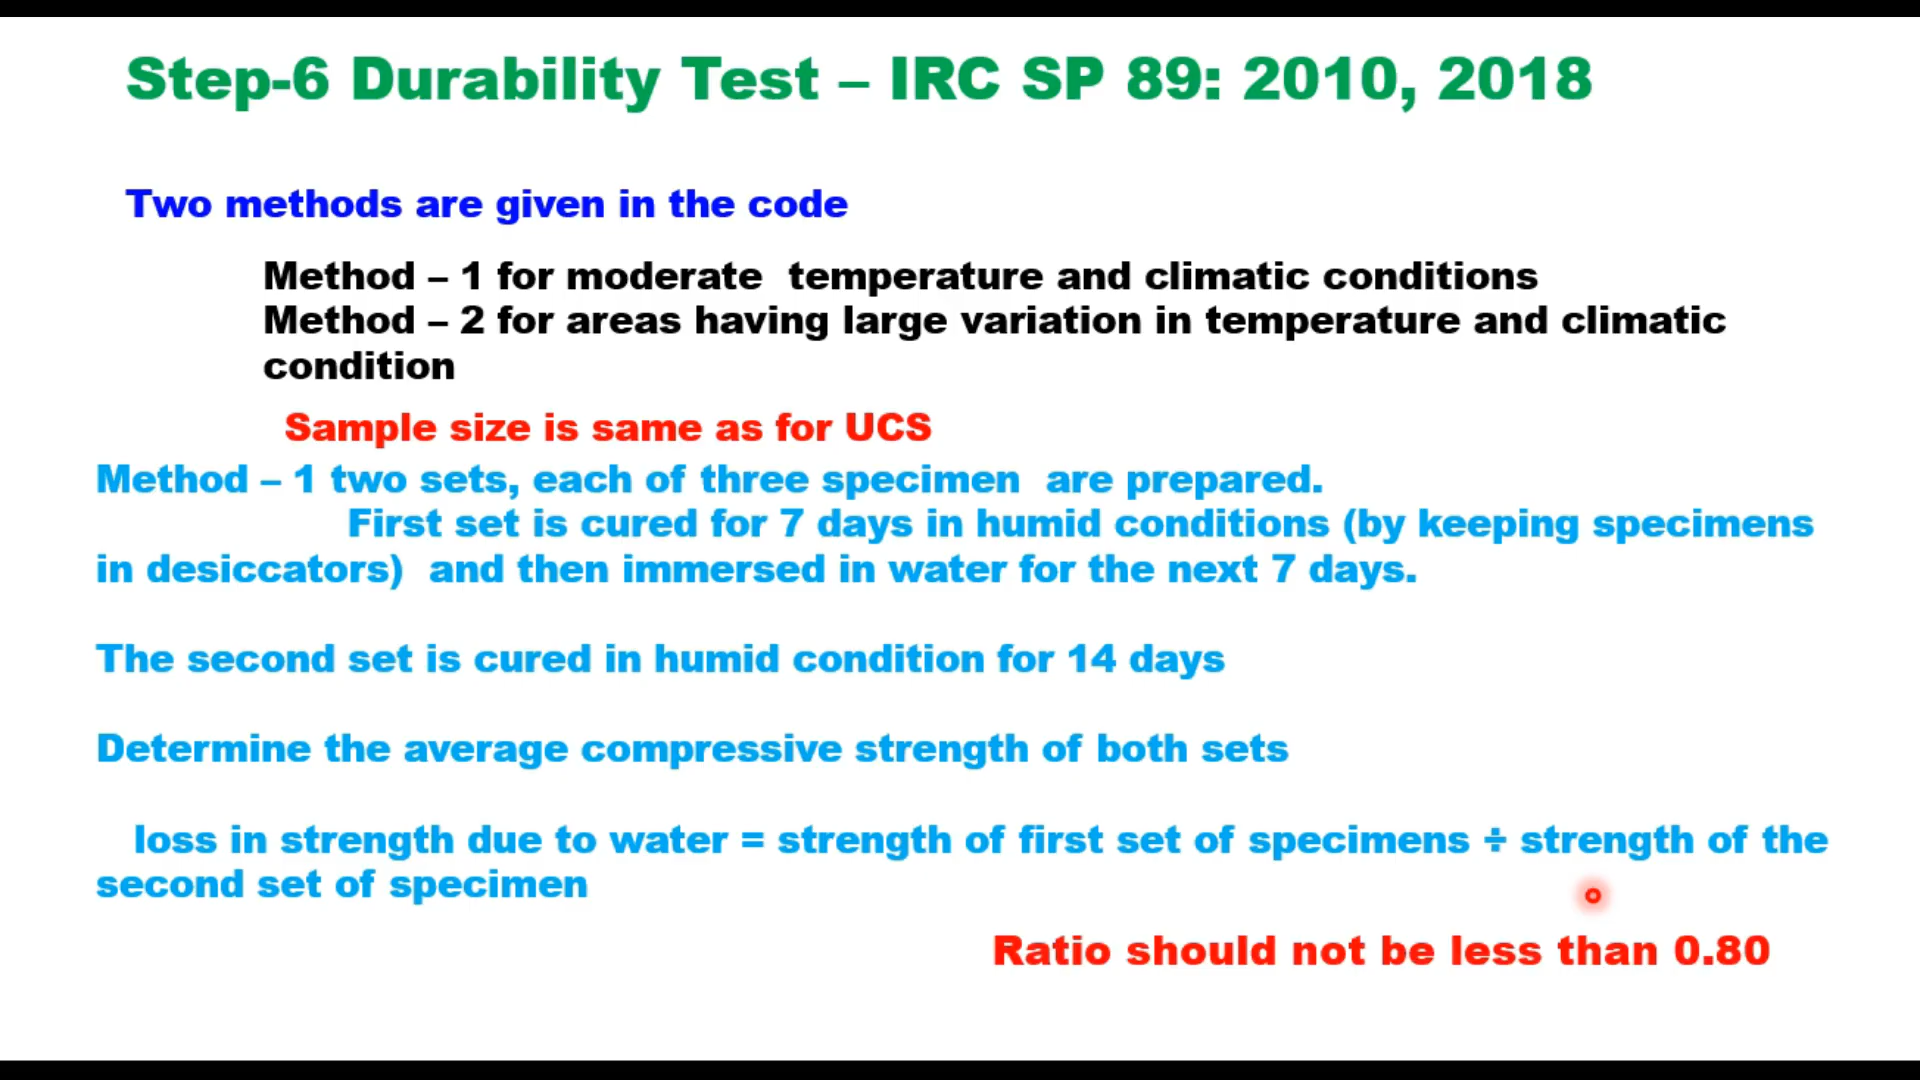 Step-6 Durability Test – IRC SP 89: 2010, 2018
Two methods are given in the code
Method – 1 for moderate temperature and climatic conditions
Method – 2 for areas having large variation in temperature and climatic
condition
Sample size is same as for UCS
Method – 1 two sets, each of three specimen are prepared.
First set is cured for 7 days in humid conditions (by keeping specimens
in desiccators) and then immersed in water for the next 7 days.
The second set is cured in humid condition for 14 days
Determine the average compressive strength of both sets
loss in strength due to water = strength of first set of specimens ÷ strength of the
second set of specimen
Ratio should not be less than 0.80